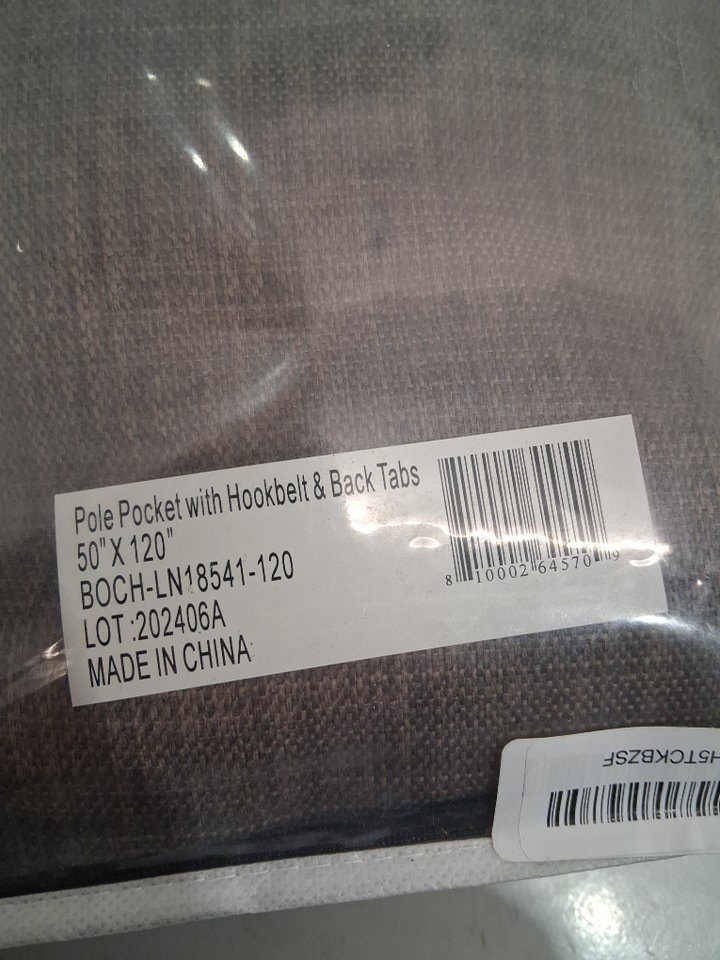 Pole Pocket with Hookbelt & Back Tabs
50" X 120"
BOCH-LN18541-120
LOT :202406A
MADE IN CHINA
8 10002 64570 9
H5TCKBZSF